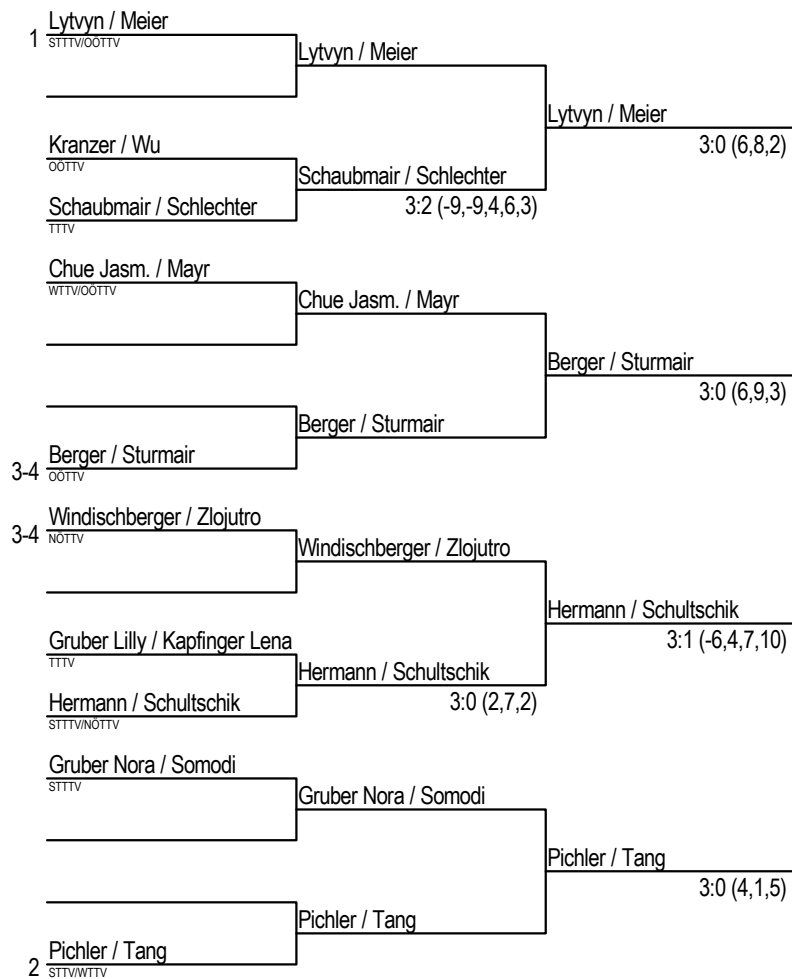 Lytvyn / Meier
1 STTTV/OÖTTV
Lytvyn / Meier
Lytvyn / Meier
3:0 (6,8,2)
Kranzer / Wu
OÖTTV
Schaubmair / Schlechter
3:2 (-9,-9,4,6,3)
Schaubmair / Schlechter
TTTV
Chue Jasm. / Mayr
WTTV/OÖTTV
Chue Jasm. / Mayr
Berger / Sturmair
3:0 (6,9,3)
Berger / Sturmair
Berger / Sturmair
3-4 OÖTTV
Windischberger / Zlojutro
3-4 NÖTTV
Windischberger / Zlojutro
Hermann / Schultschik
3:1 (-6,4,7,10)
Gruber Lilly / Kapfinger Lena
TTTV
Hermann / Schultschik
3:0 (2,7,2)
Hermann / Schultschik
STTTV/NÖTTV
Gruber Nora / Somodi
STTTV
Gruber Nora / Somodi
Pichler / Tang
3:0 (4,1,5)
Pichler / Tang
Pichler / Tang
2 STTV/WTTV